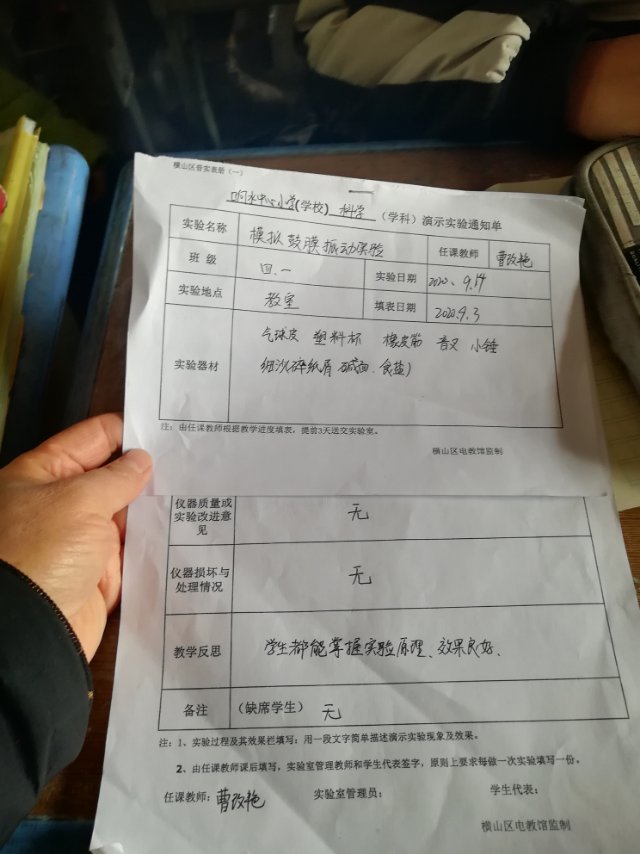 横山区普实表册（一）
响水中心小学(学校) 科学 （学科）演示实验通知单
实验名称 模拟鼓膜振动实验 任课教师 曹改艳
班 级 四.一 实验日期 2020、9.14
实验地点 教室 填表日期 2020.9.3
气球皮 塑料杯 橡皮筋 音叉 小锤
实验器材 细沙(碎纸屑 碱面.食盐)
注：由任课教师根据教学进度填表，提前3天送交实验室。
横山区电教馆监制
仪器质量或实验改进意见 无
仪器损坏与处理情况 无
教学反思 学生都能掌握实验原理、效果良好、
备注 （缺席学生） 无
注：1、实验过程及其效果栏填写：用一段文字简单描述演示实验现象及效果。
2、由任课教师课后填写，实验室管理教师和学生代表签字，原则上要求每做一次实验填写一份。
任课教师：曹改艳 实验室管理员： 学生代表：
横山区电教馆监制